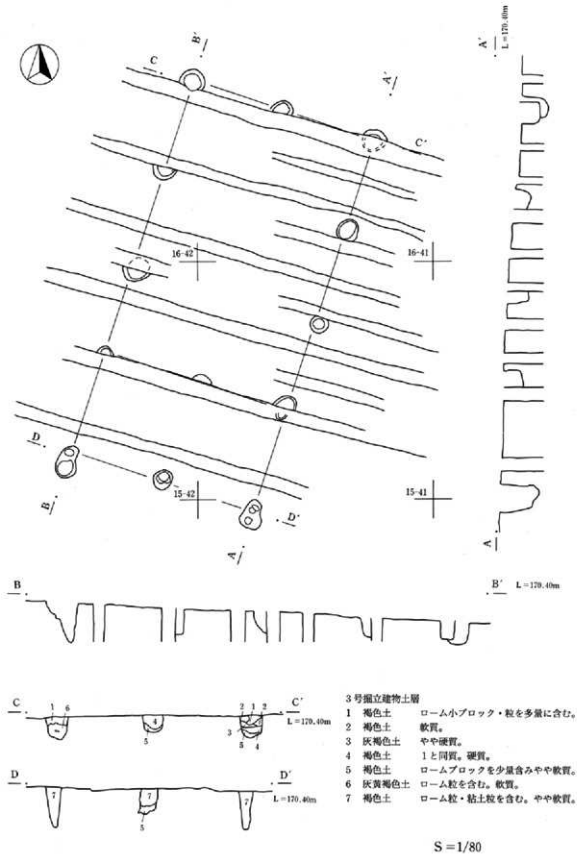 B′
C
A′
C′
16-42
16-41
D
15-42
15-41
D′
B
A
A′
L=170.40m
A
B
B′
L=170.40m
C
C′
L=170.40m
1
6
4
5
2
1
2
3
5
4
D
D′
L=170.40m
7
7
5
7
3号掘立建物土層
1 褐色土 ローム小ブロック・粒を多量に含む。
2 褐色土 軟質。
3 灰褐色土 やや硬質。
4 褐色土 1と同質。硬質。
5 褐色土 ロームブロックを少量含みやや軟質。
6 灰黄褐色土 ローム粒を含む。軟質。
7 褐色土 ローム粒・粘土粒を含む。やや軟質。
S=1/80